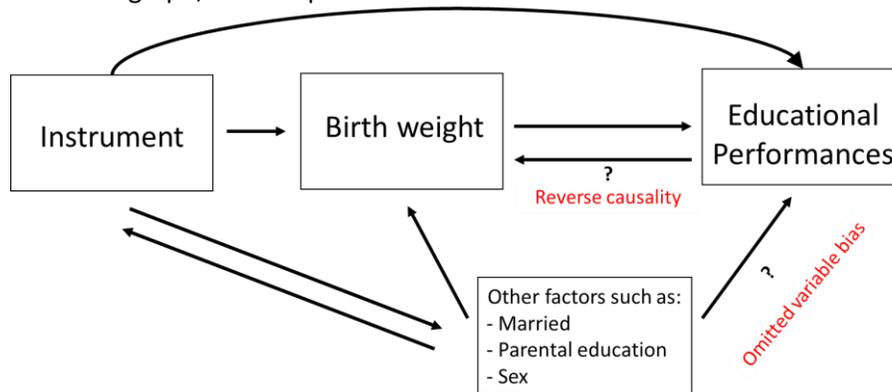 Instrument
Birth weight
Educational
Performances
?
Reverse causality
Other factors such as:
- Married
- Parental education
- Sex
?
Omitted variable bias